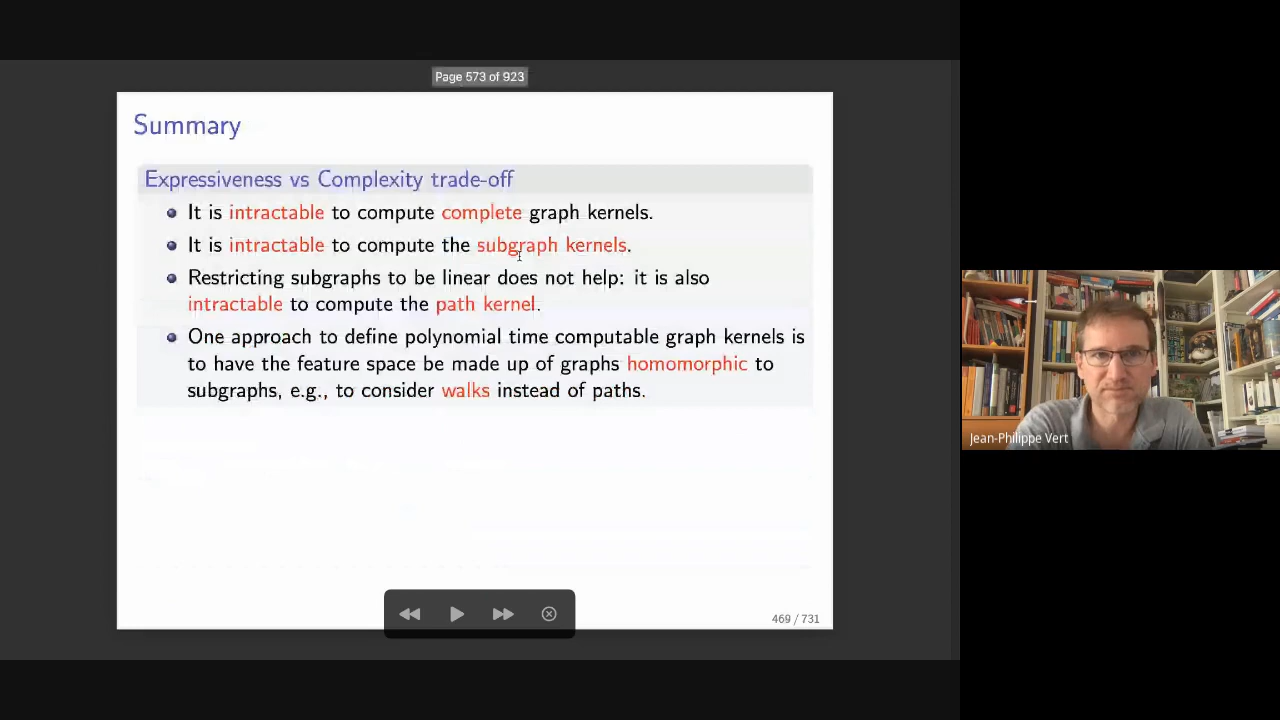 Page 573 of 923
Summary
Expressiveness vs Complexity trade-off
It is intractable to compute complete graph kernels.
It is intractable to compute the subgraph kernels.
Restricting subgraphs to be linear does not help: it is also
intractable to compute the path kernel.
One approach to define polynomial time computable graph kernels is
to have the feature space be made up of graphs homomorphic to
subgraphs, e.g., to consider walks instead of paths.
469 / 731
Jean-Philippe Vert